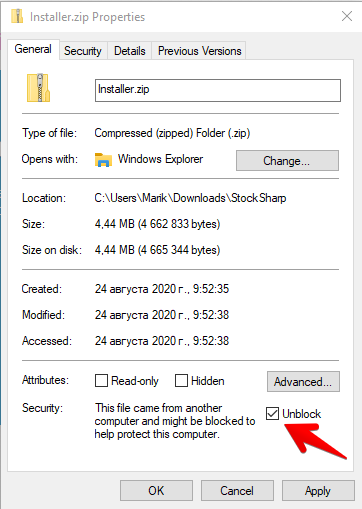 Installer.zip Properties
General Security Details Previous Versions
Installer.zip
Type of file: Compressed (zipped) Folder (.zip)
Opens with: Windows Explorer Change...
Location: C:\Users\Marik\Downloads\StockSharp
Size: 4,44 MB (4 662 833 bytes)
Size on disk: 4,44 MB (4 665 344 bytes)
Created: 24 августа 2020 г., 9:52:35
Modified: 24 августа 2020 г., 9:52:38
Accessed: 24 августа 2020 г., 9:52:38
Attributes: Read-only Hidden Advanced...
Security: This file came from another Unblock
computer and might be blocked to
help protect this computer.
OK Cancel Apply